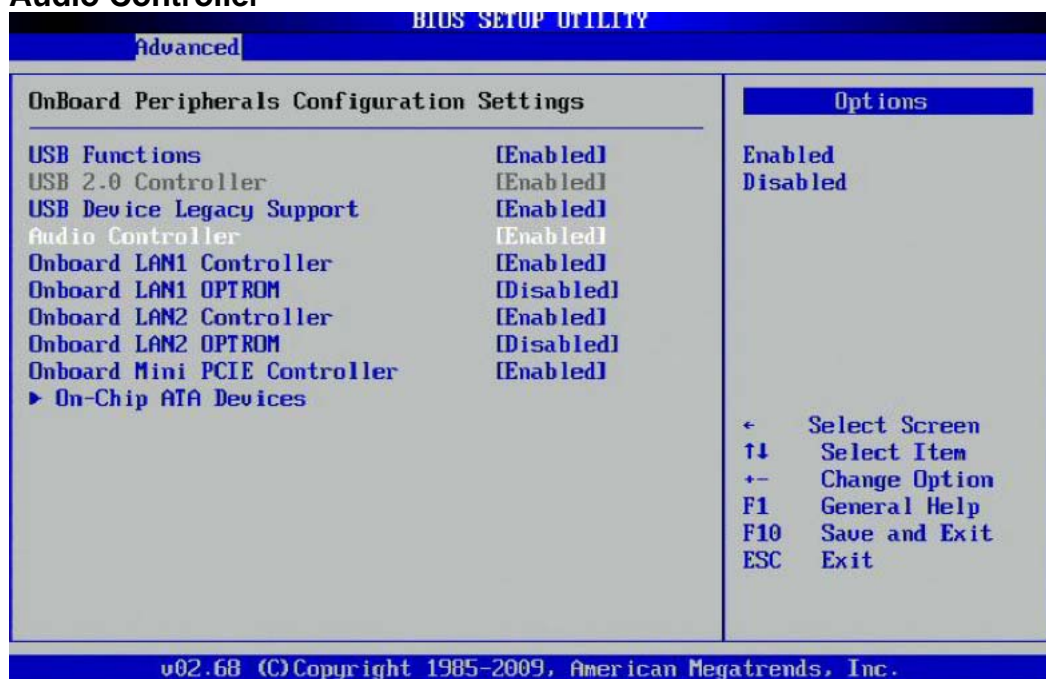 Audio Controller
BIOS SETUP UTILITY
Advanced
OnBoard Peripherals Configuration Settings
USB Functions [Enabled]
USB 2.0 Controller [Enabled]
USB Device Legacy Support [Enabled]
Audio Controller [Enabled]
Onboard LAN1 Controller [Enabled]
Onboard LAN1 OPTROM [Disabled]
Onboard LAN2 Controller [Enabled]
Onboard LAN2 OPTROM [Disabled]
Onboard Mini PCIE Controller [Enabled]
▶ On-Chip ATA Devices
Options
Enabled
Disabled
← Select Screen
↑↓ Select Item
+- Change Option
F1 General Help
F10 Save and Exit
ESC Exit
v02.68 (C)Copyright 1985-2009, American Megatrends, Inc.